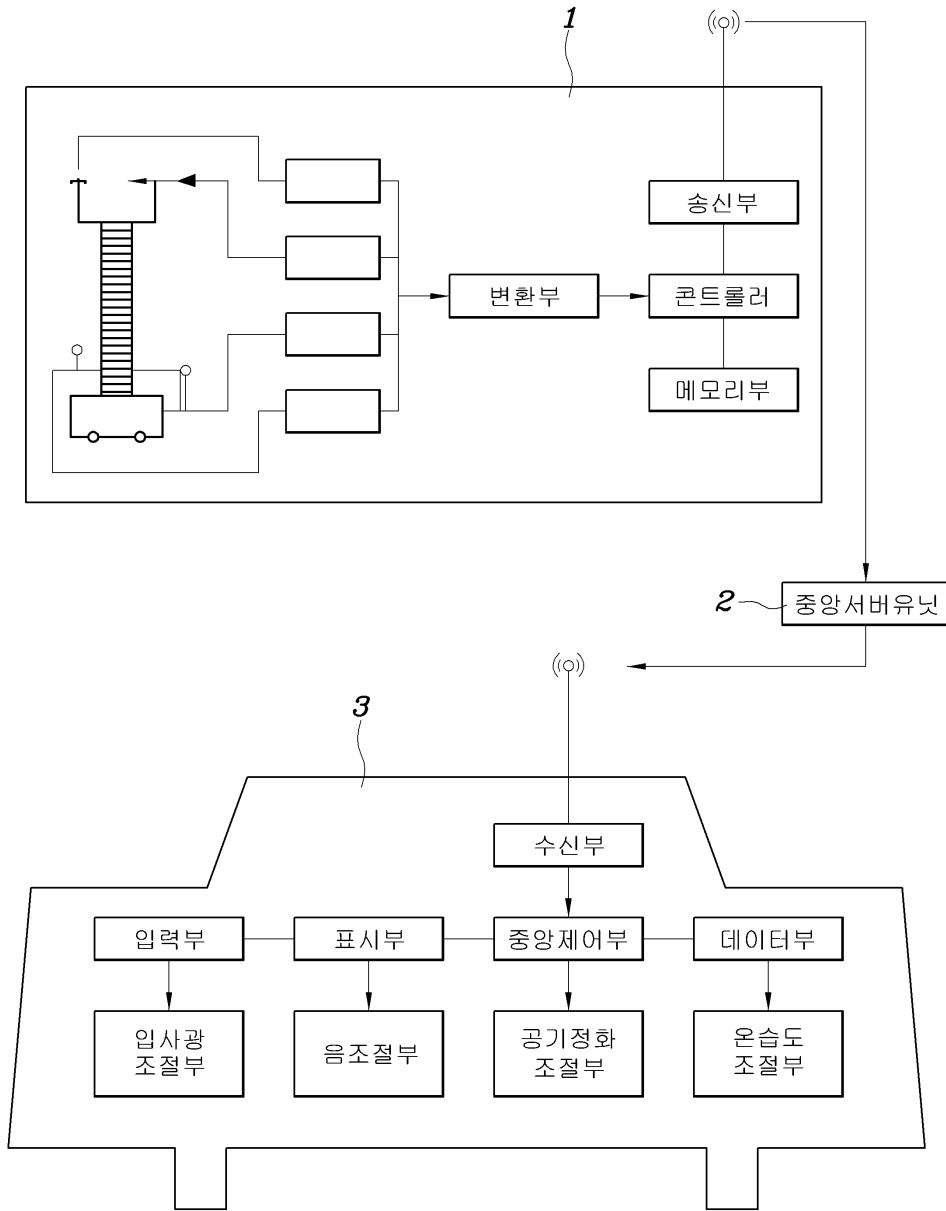 1
송신부
변환부
콘트롤러
메모리부
2
중앙서버유닛
3
수신부
입력부
표시부
중앙제어부
데이터부
입사광
조절부
음조절부
공기정화
조절부
온습도
조절부